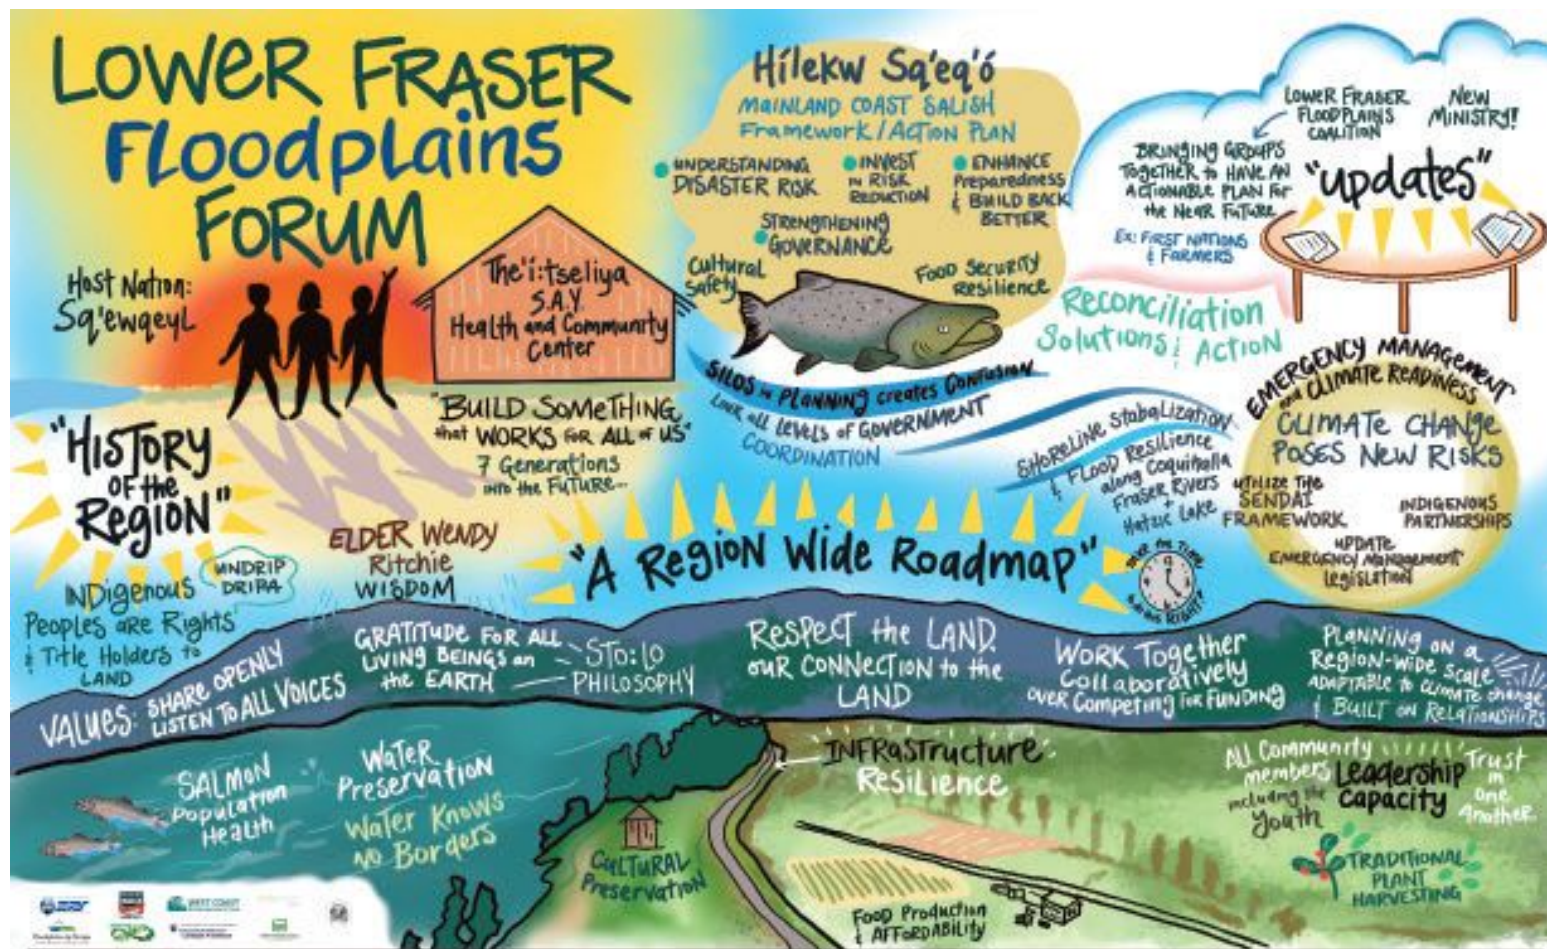 LOWER FRASER
FLOODPLAINS
FORUM
HOST NATION:
Sq'ewqeyl
The'í:tseliya
S.A.Y.
Health and Community
Center
"BUILD SOMETHING
that WORKS FOR ALL of US"
7 Generations
INTO the FUTURE...
"HISTORY
OF the
REGION"
ELDER WENDY
Ritchie
WISDOM
UNDRIP
DRIPA
INDigenous
Peoples are Rights
& Title Holders to
LAND
Hílekw Sq'eq'ó
MAINLAND COAST SALISH
Framework/ACTION PLAN
UNDERSTANDING
DISASTER RISK
INVEST
IN RISK
REDUCTION
ENHANCE
Preparedness
& BUILD BACK
BETTER
STRENGTHENING
GOVERNANCE
Cultural
Safety
FOOD SECURITY
Resilience
SILOS in PLANNING creates CONFUSION
LINK all LEVELS of GOVERNMENT
COORDINATION
LOWER FRASER
FLOODPLAINS
COALITION
NEW
MINISTRY!
BRINGING GROUPS
TOGETHER to HAVE AN
ACTIONABLE PLAN FOR
the NEAR FUTURE
EX: FIRST NATIONS
& FARMERS
"updates"
Reconciliation
Solutions & ACTION
SHORELINE Stabalization
& FLOOD Resilience
along Coquihalla
Fraser Rivers
+
Hatzic Lake
EMERGENCY MANAGEMENT
and CLIMATE READINESS
CLIMATE CHANGE
POSES NEW RISKS
UTILIZE THE
SENDAI
FRAMEWORK
INDIGENOUS
PARTNERSHIPS
UPDATE
EMERGENCY Management
legislation
"A REGION Wide Roadmap"
TAKE the TIME
VALUES: SHARE OPENLY
LISTEN TO ALL VOICES
GRATITUDE FOR ALL
LIVING BEINGS on
the EARTH
STO:LO
PHILOSOPHY
RESPECT the LAND.
OUR CONNECTION to the
LAND
WORK Together
Collaboratively
OVER Competing FOR FUNDING
PLANNING ON a
REGION-WIDE SCALE
ADAPTABLE to CLIMATE change
& BUILT ON RELATIONSHIPS
SALMON
Population
Health
WATER
Preservation
Water Knows
No Borders
CULTURAL
Preservation
INFRASTRUCTURE
RESILIENCE
FOOD Production
& AFFORDABILITY
ALL Community
members
including the
Youth
Leadership
Capacity
Trust
in
one
Another.
TRADITIONAL
PLANT
HARVESTING
WEST COAST